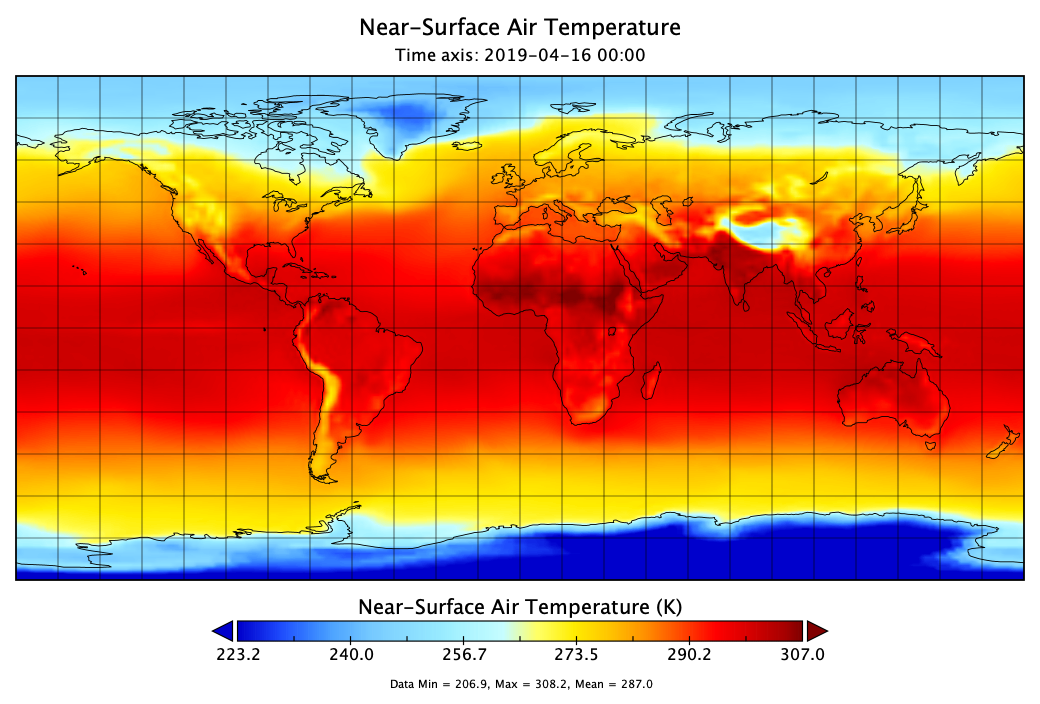 Near-Surface Air Temperature
Time axis: 2019-04-16 00:00
Near-Surface Air Temperature (K)
223.2 240.0 256.7 273.5 290.2 307.0
Data Min = 206.9, Max = 308.2, Mean = 287.0